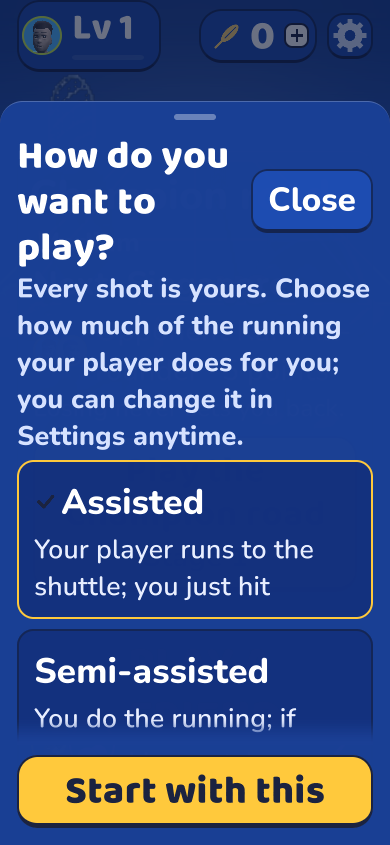 Lv 1
0
How do you
want to
play?
Close
Every shot is yours. Choose
how much of the running
your player does for you;
you can change it in
Settings anytime.
Assisted
Your player runs to the
shuttle; you just hit
Semi-assisted
You do the running; if
Start with this